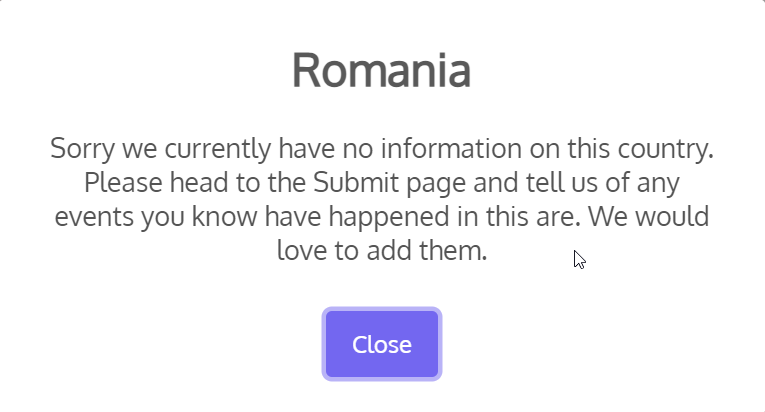 Romania
Sorry we currently have no information on this country.
Please head to the Submit page and tell us of any
events you know have happened in this are. We would
love to add them.
Close